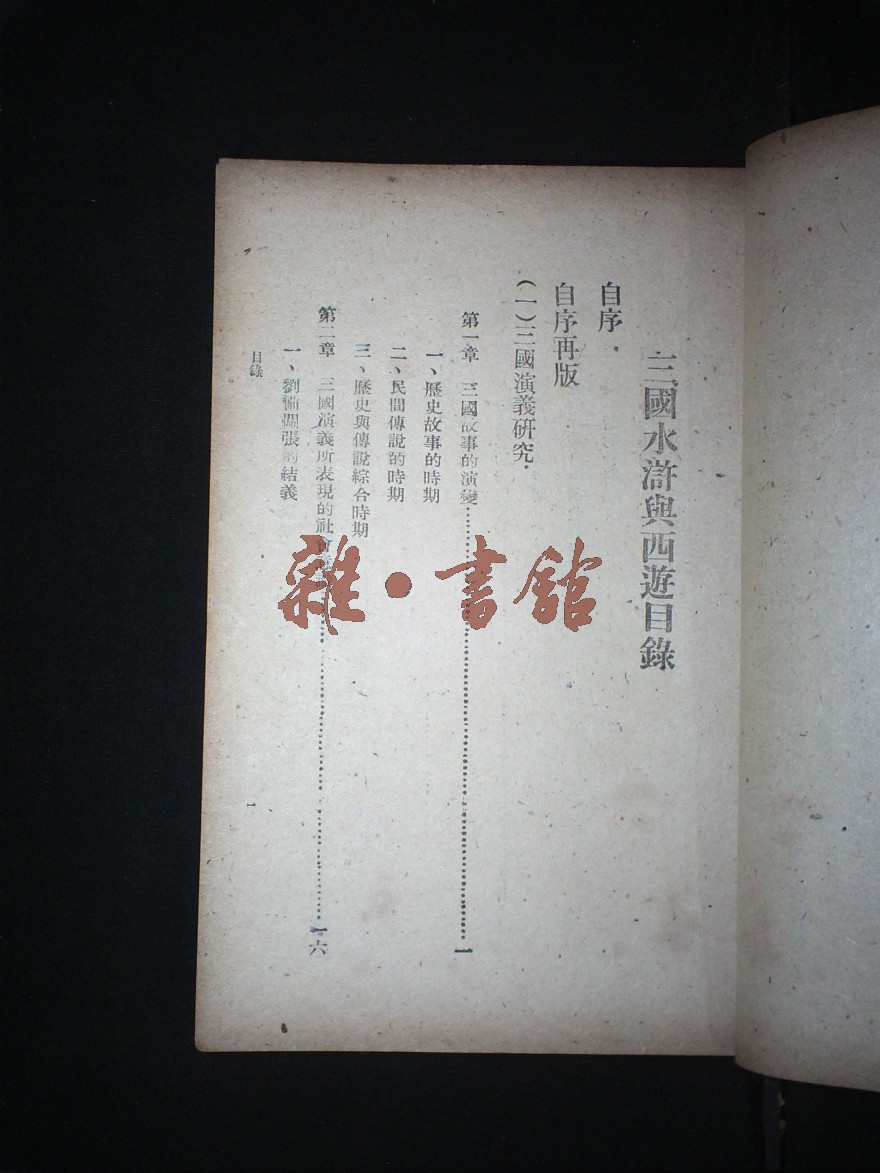 三國水滸與西遊目錄
自序．
自序再版
（一）三國演義研究．
第一章　三國故事的演變……一
一、歷史故事的時期
二、民間傳說的時期
三、歷史與傳說綜合時期
第二章　三國演義所表現的社會……一六
一、劉備關張的結義
目錄
一
雜・書館